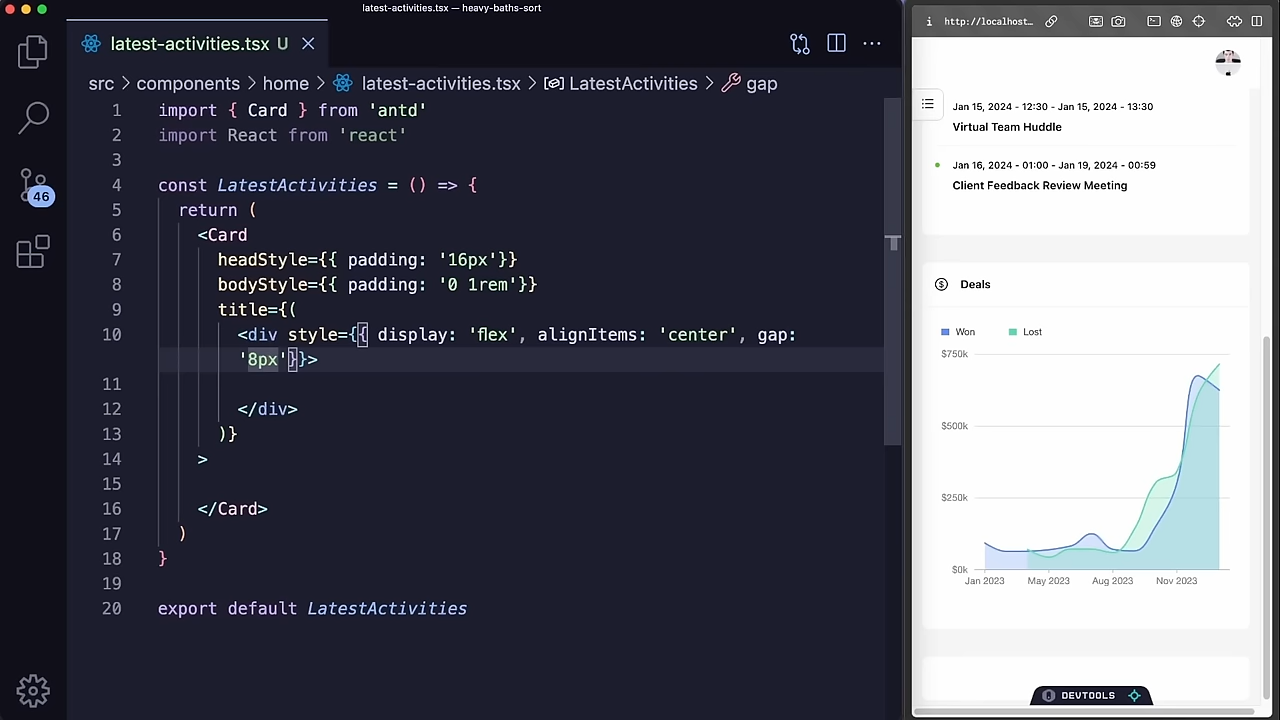 latest-activities.tsx — heavy-baths-sort
latest-activities.tsx U
src > components > home > latest-activities.tsx > LatestActivities > gap
46
1 import { Card } from 'antd'
2 import React from 'react'
3
4 const LatestActivities = () => {
5 return (
6 <Card
7 headStyle={{ padding: '16px'}}
8 bodyStyle={{ padding: '0 1rem'}}
9 title={(
10 <div style={{ display: 'flex', alignItems: 'center', gap:
'8px'}}>
11
12 </div>
13 )}
14 >
15
16 </Card>
17 )
18 }
19
20 export default LatestActivities
http://localhost…
Jan 15, 2024 - 12:30 - Jan 15, 2024 - 13:30
Virtual Team Huddle
Jan 16, 2024 - 01:00 - Jan 19, 2024 - 00:59
Client Feedback Review Meeting
Deals
Won Lost
$750k
$500k
$250k
$0k
Jan 2023 May 2023 Aug 2023 Nov 2023
DEVTOOLS